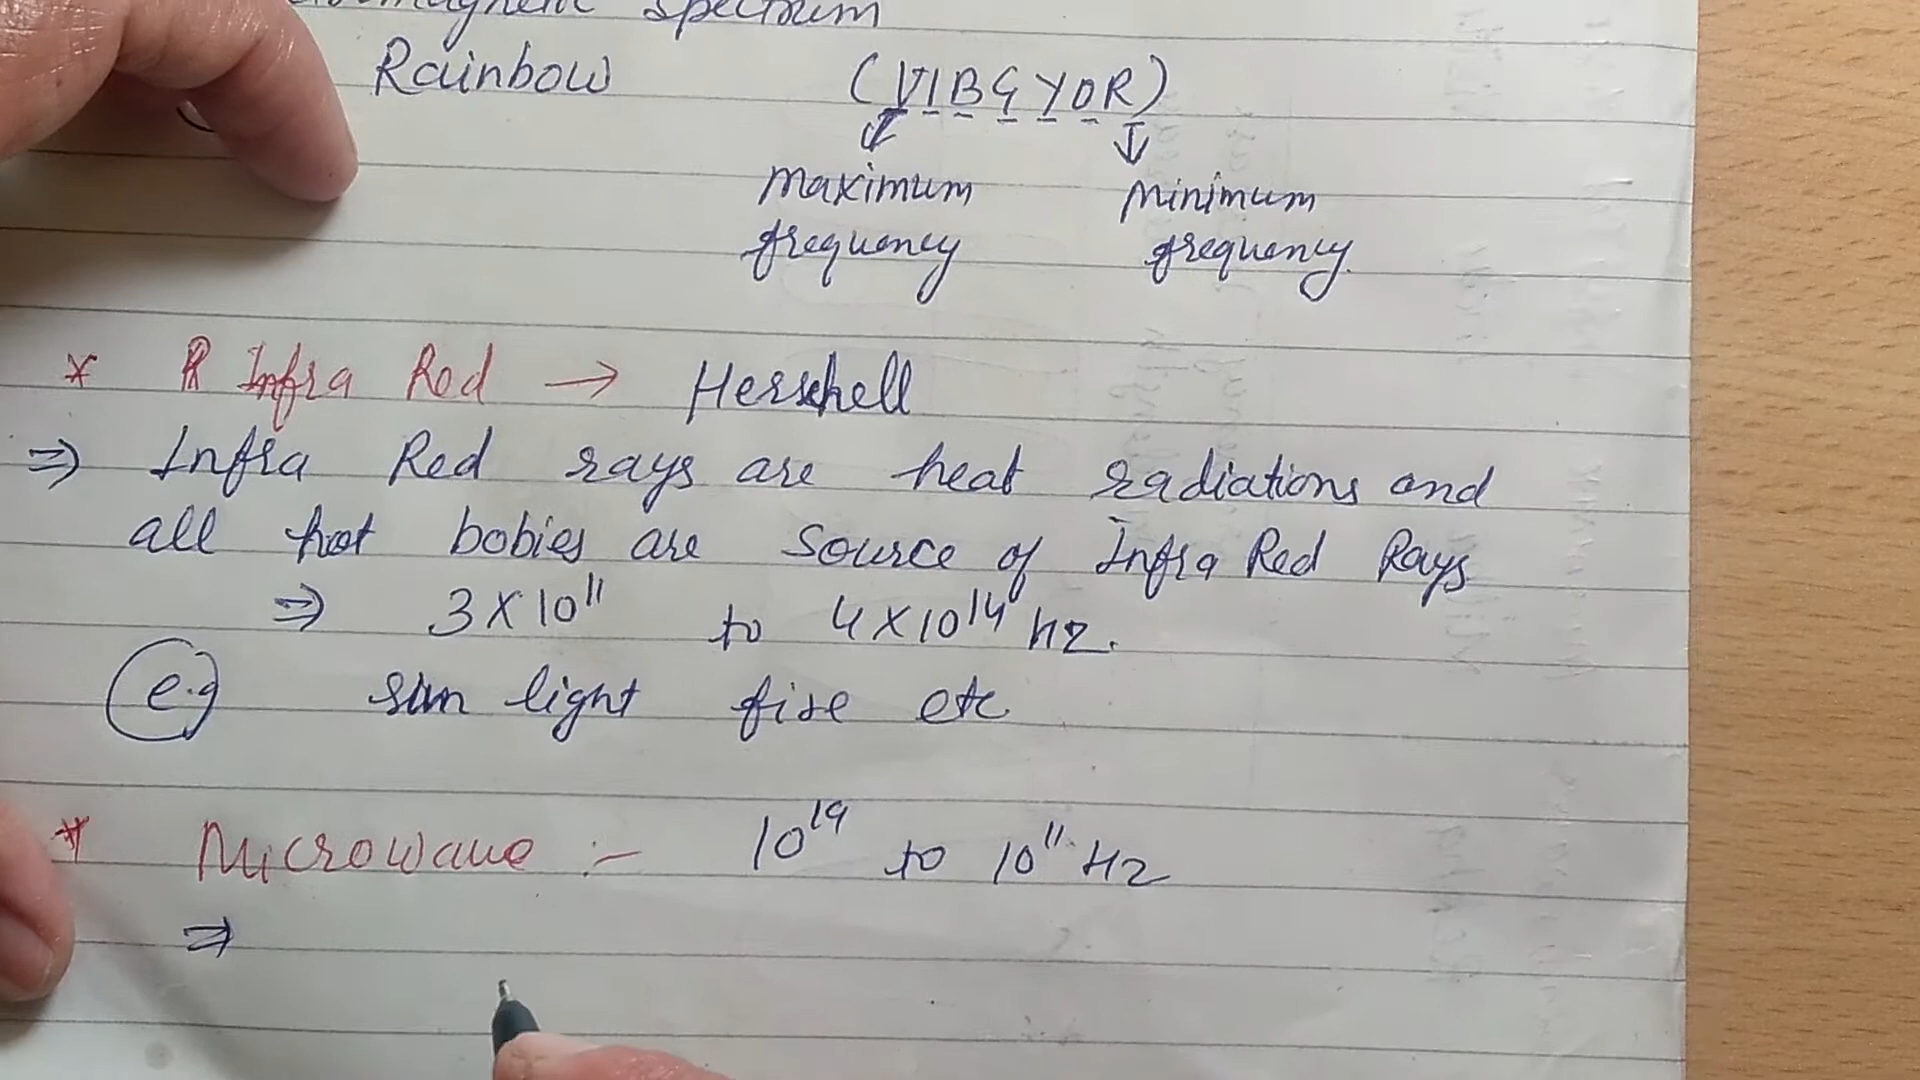 spectrum
Rainbow (VIBGYOR)
maximum minimum
frequency frequency.
* Infra Red → Herschell
⇒ Infra Red rays are heat radiations and
all hot bobies are source of Infra Red Rays
⇒ 3×10¹¹ to 4×10¹⁴ Hz.
e.g sun light fire etc
* Microwave :- 10¹⁹ to 10¹¹ Hz
⇒